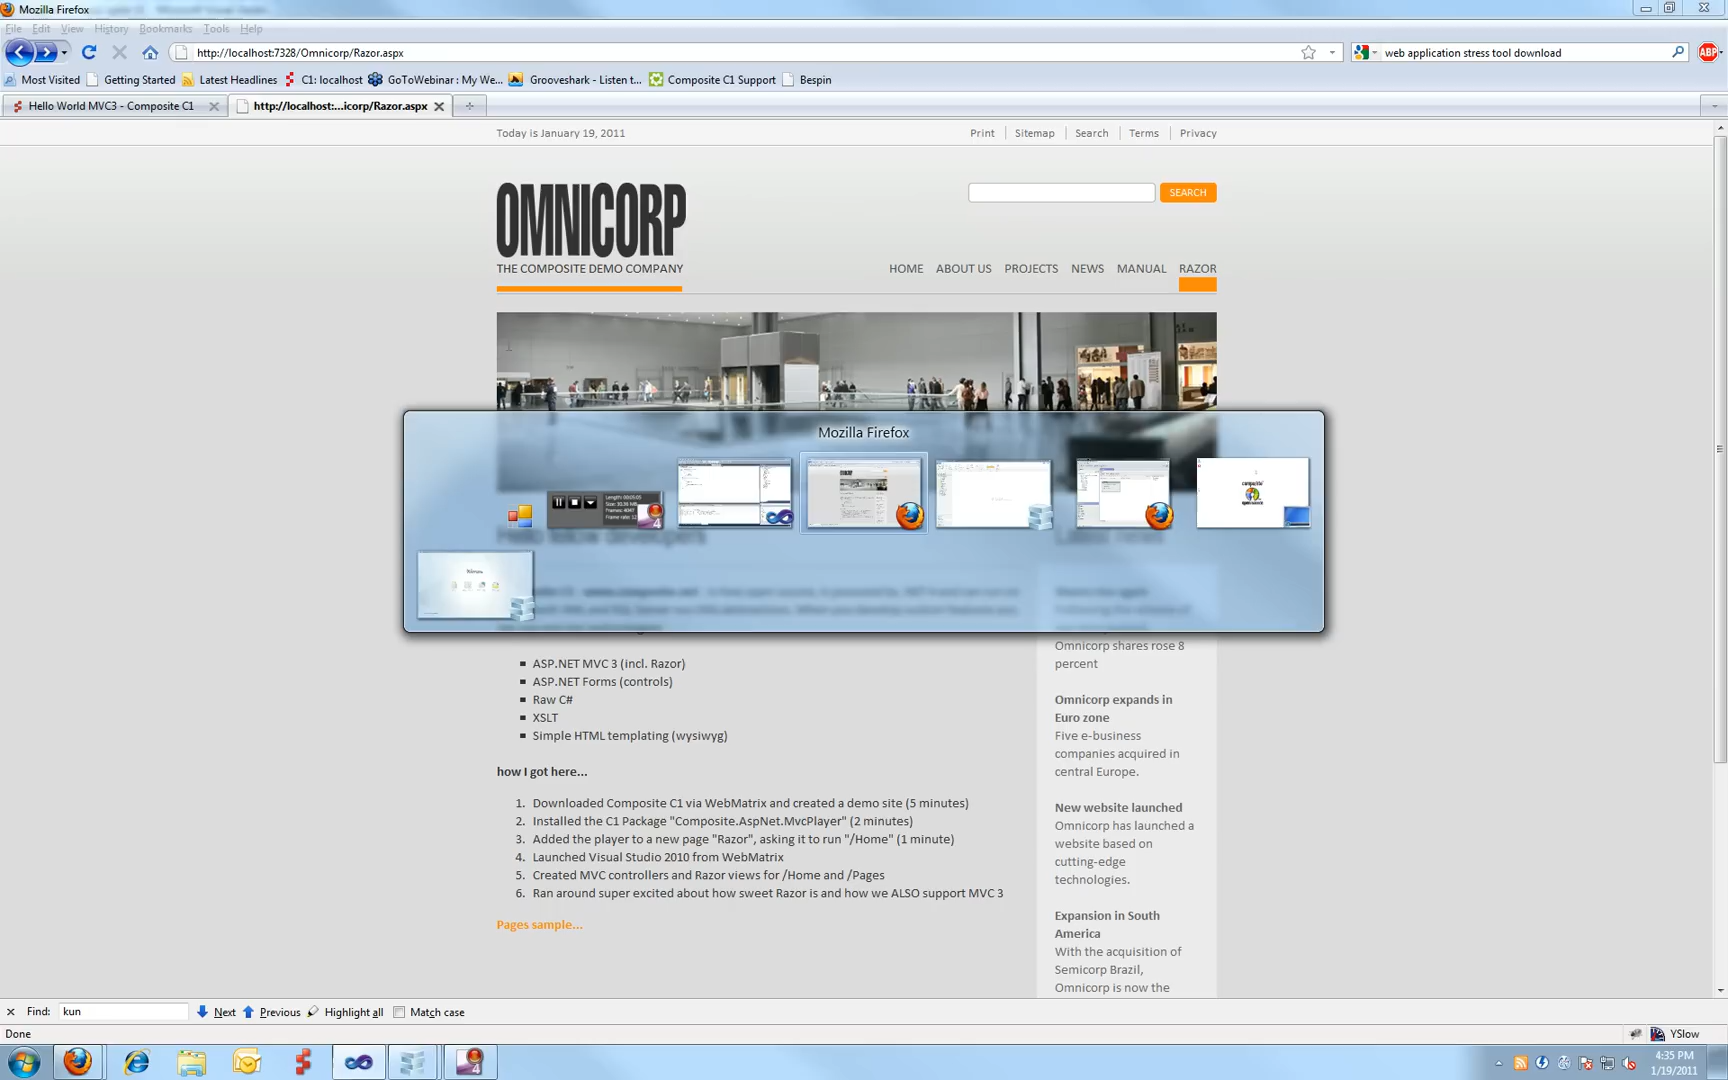 Mozilla Firefox
File Edit View History Bookmarks Tools Help
http://localhost:7328/Omnicorp/Razor.aspx
web application stress tool download
ABP
Most Visited Getting Started Latest Headlines C1: localhost GoToWebinar : My We... Grooveshark - Listen t... Composite C1 Support Bespin
Hello World MVC3 - Composite C1 http://localhost:...icorp/Razor.aspx
Today is January 19, 2011
Print Sitemap Search Terms Privacy
OMNICORP
SEARCH
THE COMPOSITE DEMO COMPANY
HOME ABOUT US PROJECTS NEWS MANUAL RAZOR
Mozilla Firefox
Hello fellow developers
Latest news
Omnicorp shares rose 8
percent
ASP.NET MVC 3 (incl. Razor)
ASP.NET Forms (controls)
Raw C#
XSLT
Simple HTML templating (wysiwyg)
Omnicorp expands in
Euro zone
Five e-business
companies acquired in
central Europe.
how I got here...
1. Downloaded Composite C1 via WebMatrix and created a demo site (5 minutes)
2. Installed the C1 Package "Composite.AspNet.MvcPlayer" (2 minutes)
3. Added the player to a new page "Razor", asking it to run "/Home" (1 minute)
4. Launched Visual Studio 2010 from WebMatrix
5. Created MVC controllers and Razor views for /Home and /Pages
6. Ran around super excited about how sweet Razor is and how we ALSO support MVC 3
Pages sample...
New website launched
Omnicorp has launched a
website based on
cutting-edge
technologies.
Expansion in South
America
With the acquisition of
Semicorp Brazil,
Omnicorp is now the
Find: kun Next Previous Highlight all Match case
Done
YSlow
4:35 PM
1/19/2011